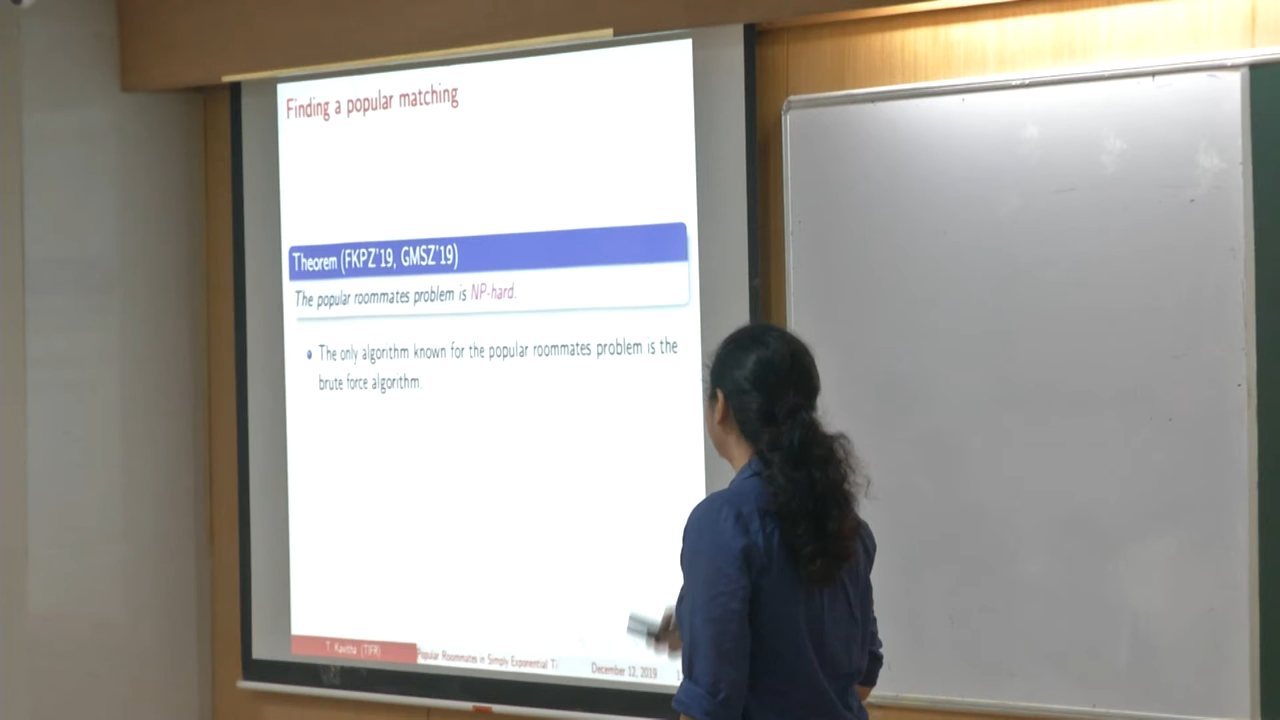 Finding a popular matching
Theorem (FKPZ'19, GMSZ'19)
The popular roommates problem is NP-hard.
The only algorithm known for the popular roommates problem is the
brute force algorithm.
T. Kavitha (TIFR)
Popular Roommates in Simply Exponential Ti
December 12, 2019